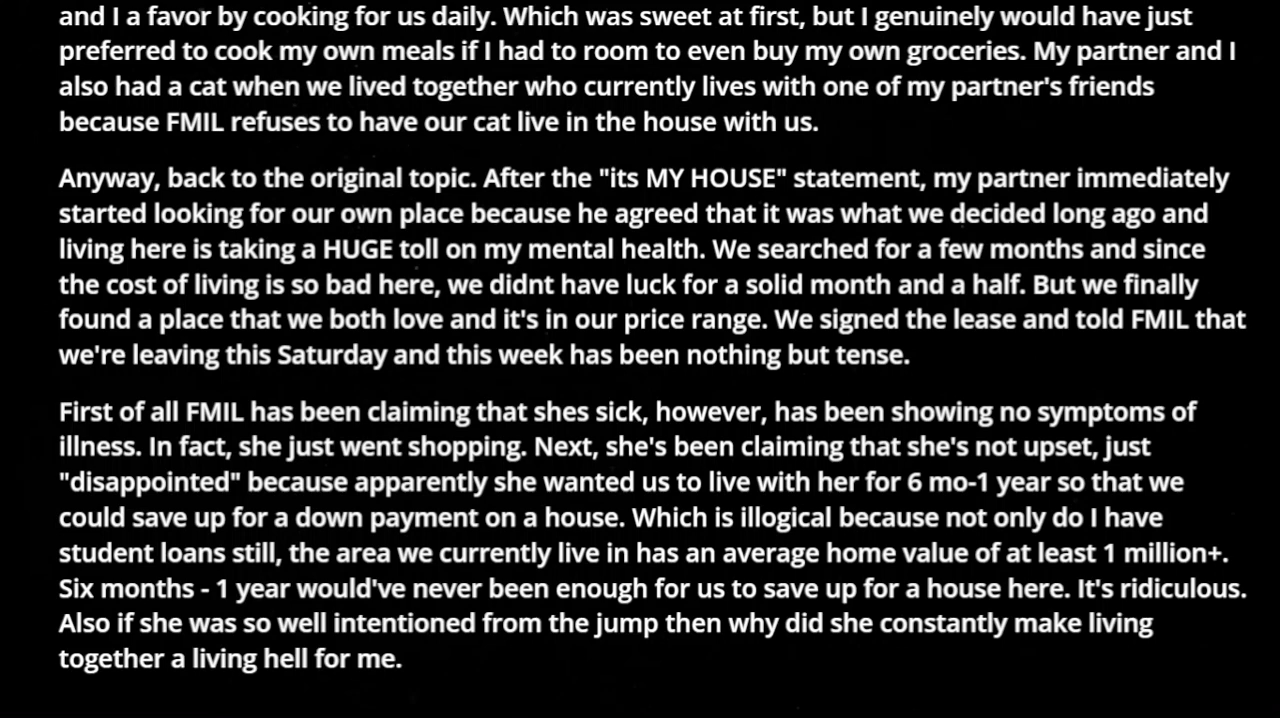 and I a favor by cooking for us daily. Which was sweet at first, but I genuinely would have just
preferred to cook my own meals if I had to room to even buy my own groceries. My partner and I
also had a cat when we lived together who currently lives with one of my partner's friends
because FMIL refuses to have our cat live in the house with us.
Anyway, back to the original topic. After the "its MY HOUSE" statement, my partner immediately
started looking for our own place because he agreed that it was what we decided long ago and
living here is taking a HUGE toll on my mental health. We searched for a few months and since
the cost of living is so bad here, we didnt have luck for a solid month and a half. But we finally
found a place that we both love and it's in our price range. We signed the lease and told FMIL that
we're leaving this Saturday and this week has been nothing but tense.
First of all FMIL has been claiming that shes sick, however, has been showing no symptoms of
illness. In fact, she just went shopping. Next, she's been claiming that she's not upset, just
"disappointed" because apparently she wanted us to live with her for 6 mo-1 year so that we
could save up for a down payment on a house. Which is illogical because not only do I have
student loans still, the area we currently live in has an average home value of at least 1 million+.
Six months - 1 year would've never been enough for us to save up for a house here. It's ridiculous.
Also if she was so well intentioned from the jump then why did she constantly make living
together a living hell for me.